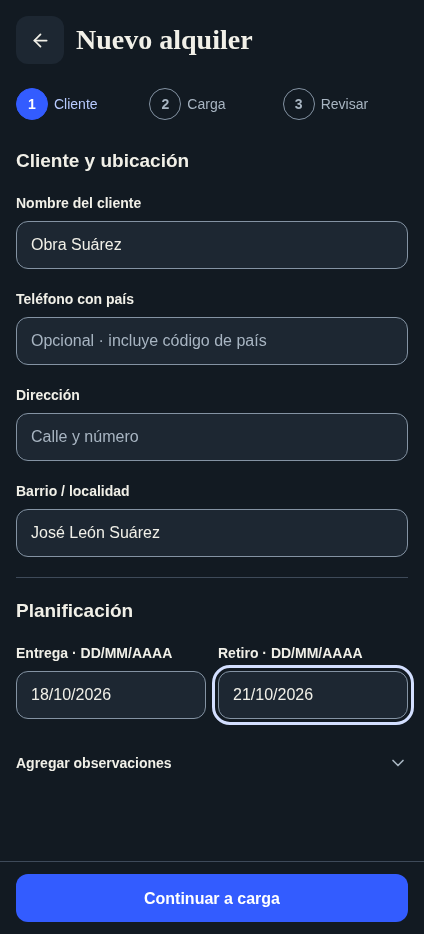 Nuevo alquiler
1 Cliente 2 Carga 3 Revisar
Cliente y ubicación
Nombre del cliente
Obra Suárez
Teléfono con país
Opcional · incluye código de país
Dirección
Calle y número
Barrio / localidad
José León Suárez
Planificación
Entrega · DD/MM/AAAA Retiro · DD/MM/AAAA
18/10/2026 21/10/2026
Agregar observaciones
Continuar a carga